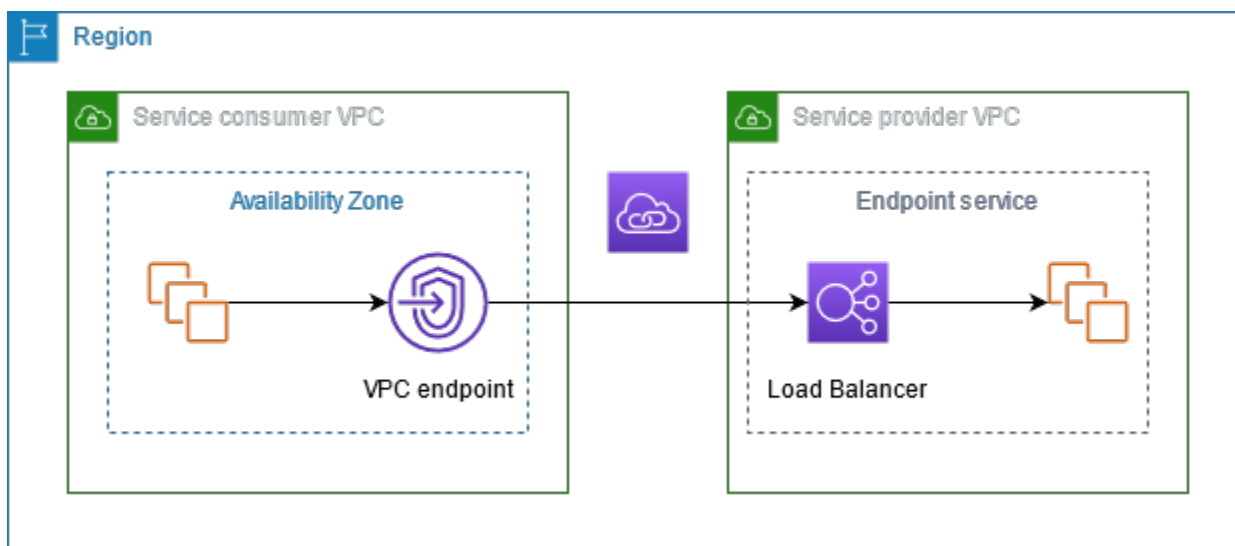 Region
Service consumer VPC
Service provider VPC
Availability Zone
Endpoint service
VPC endpoint
Load Balancer